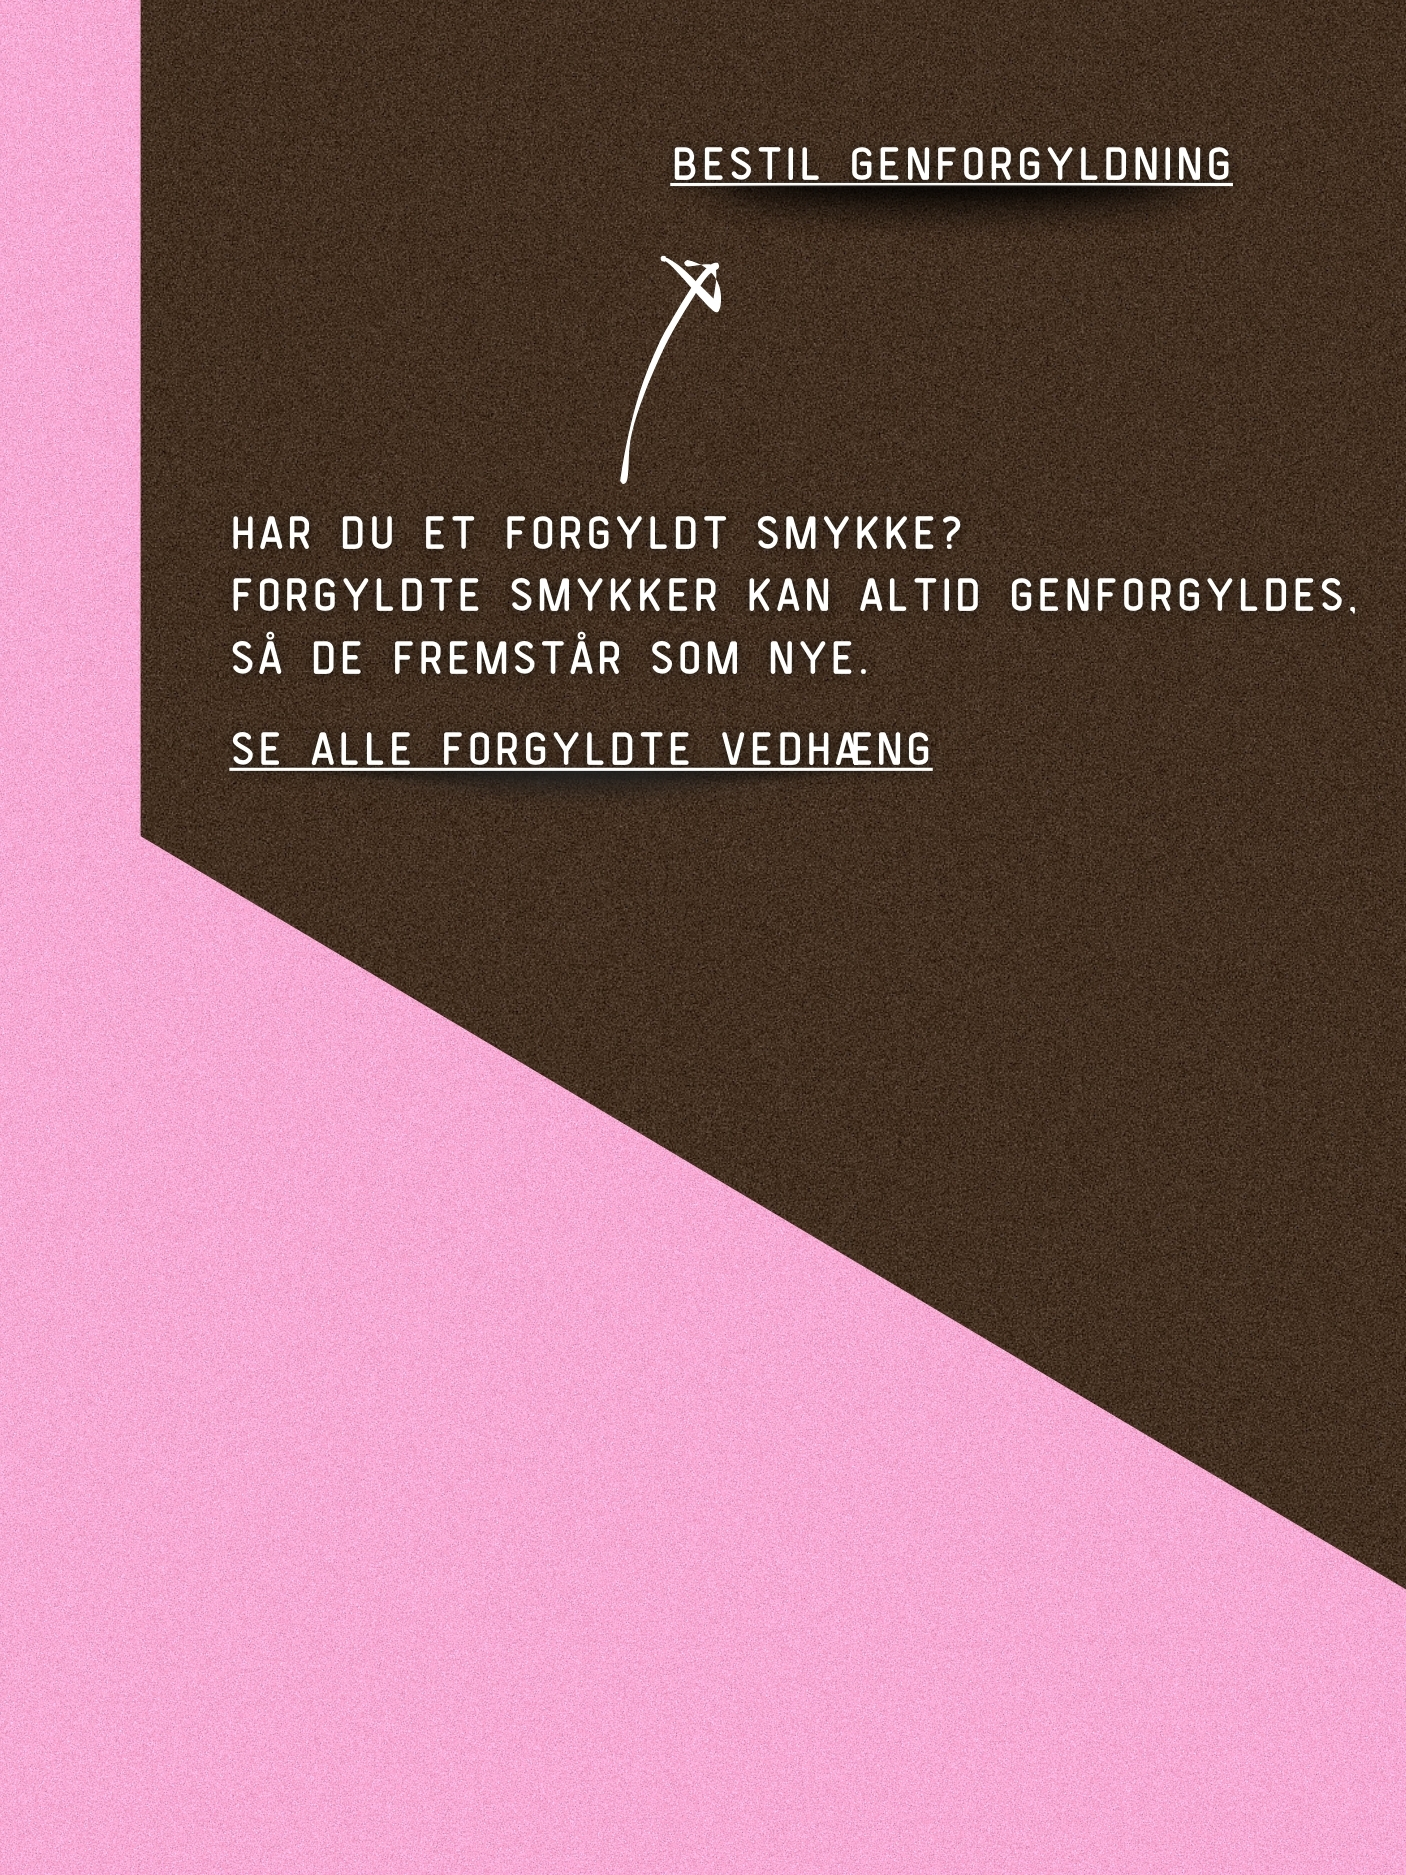 BESTIL GENFORGYLDNING
HAR DU ET FORGYLDT SMYKKE?
FORGYLDTE SMYKKER KAN ALTID GENFORGYLDES,
SÅ DE FREMSTÅR SOM NYE.
SE ALLE FORGYLDTE VEDHÆNG